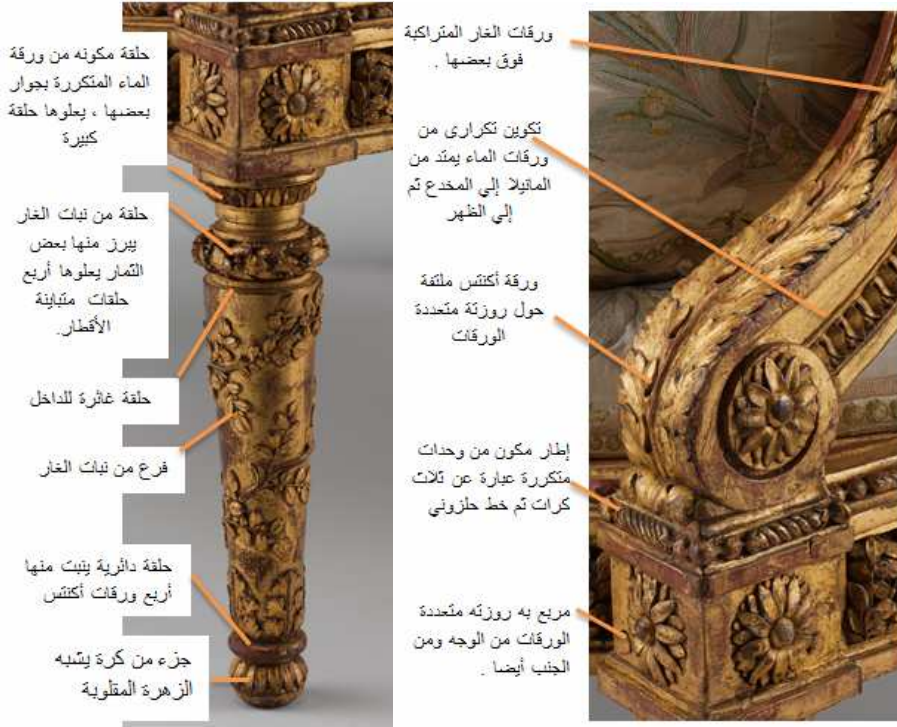 حلقة مكونه من ورقة
الماء المتكررة بجوار
بعضها ، يعلوها حلقة
كبيرة
حلقة من نبات الغار
يبرز منها بعض
الثمار يعلوها أربع
حلقات متباينة
الأقطار.
حلقة غائرة للداخل
فرع من نبات الغار
حلقة دائرية ينبت منها
أربع ورقات أكنتس
جزء من كرة يشبه
الزهرة المقلوبة
ورقات الغار المتراكبة
فوق بعضها .
تكوين تكرارى من
ورقات الماء يمتد من
المانيلا إلي المخدع ثم
إلي الظهر
ورقة أكنتس ملتفة
حول روزتة متعددة
الورقات
إطار مكون من وحدات
متكررة عبارة عن ثلاث
كرات ثم خط حلزوني
مربع به روزته متعددة
الورقات من الوجه ومن
الجنب أيضا .